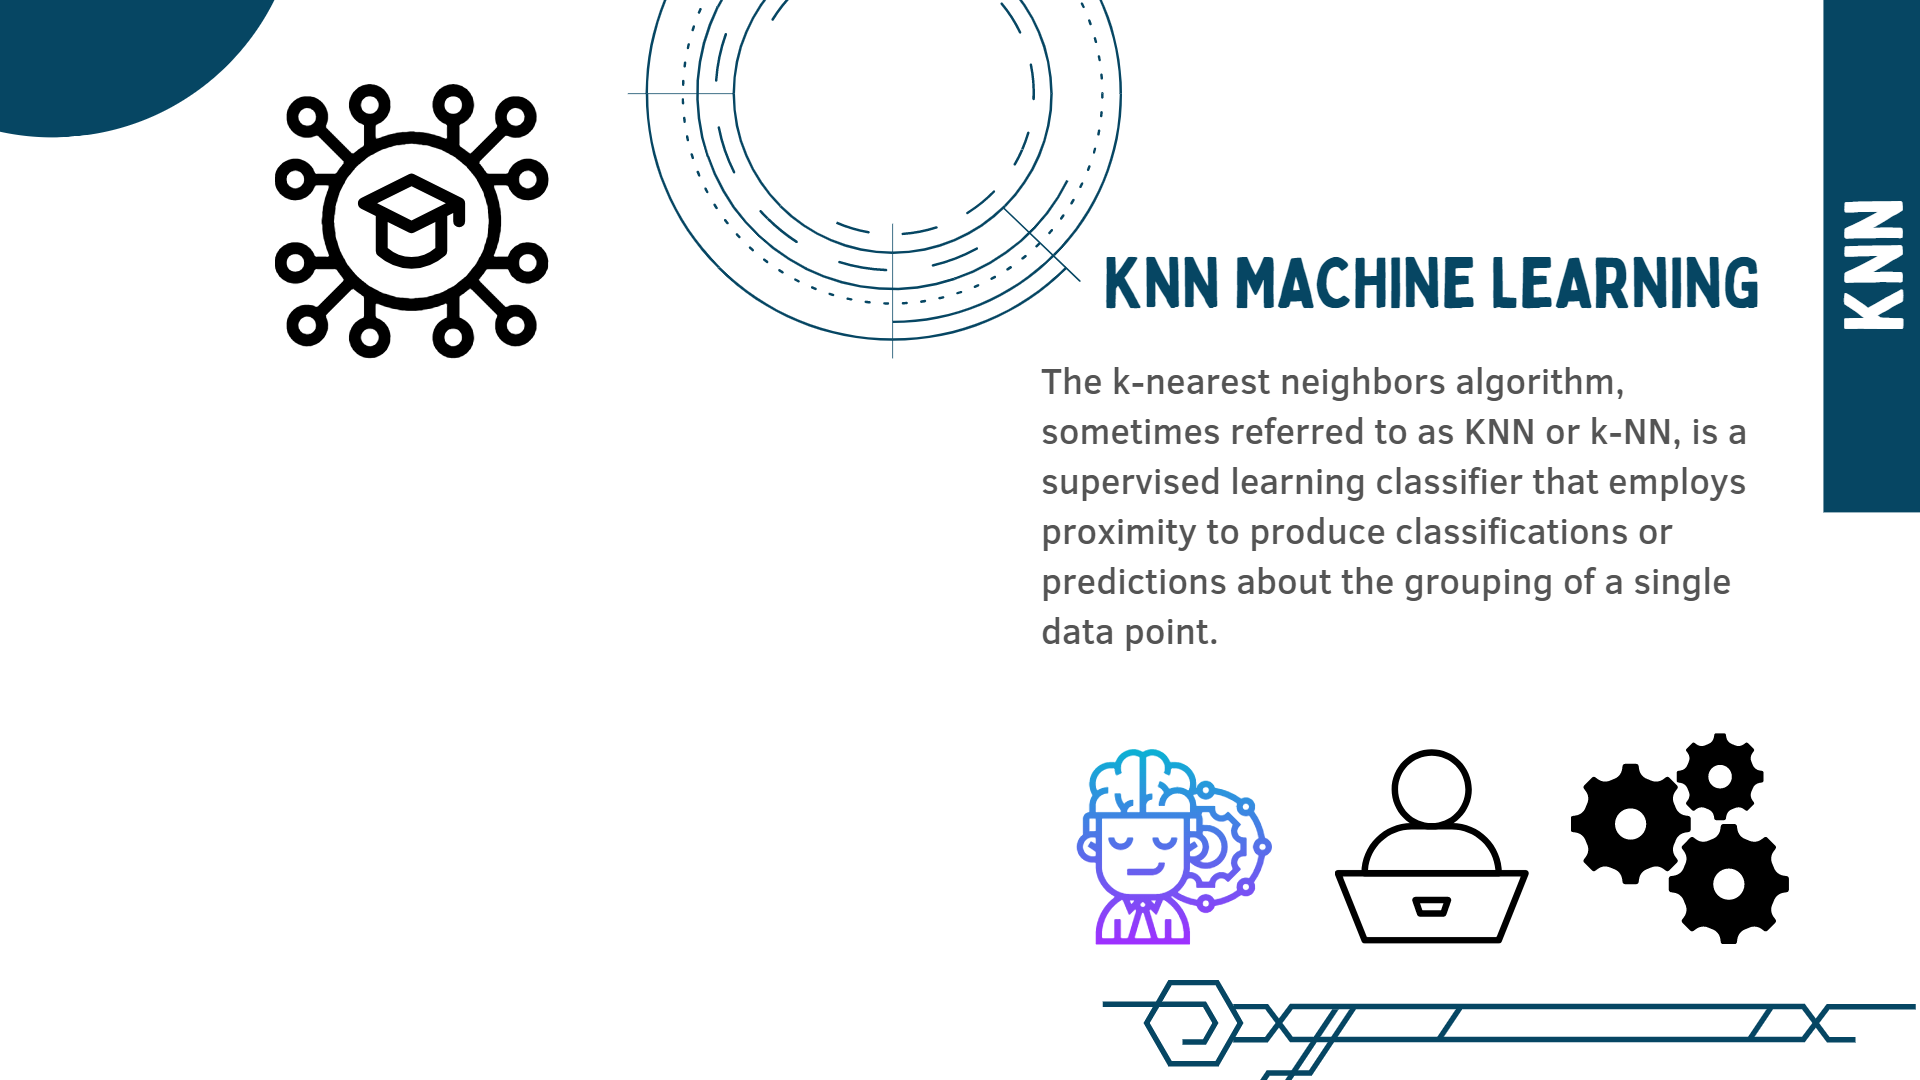 KNN MACHINE LEARNING
KNN
The k-nearest neighbors algorithm,
sometimes referred to as KNN or k-NN, is a
supervised learning classifier that employs
proximity to produce classifications or
predictions about the grouping of a single
data point.